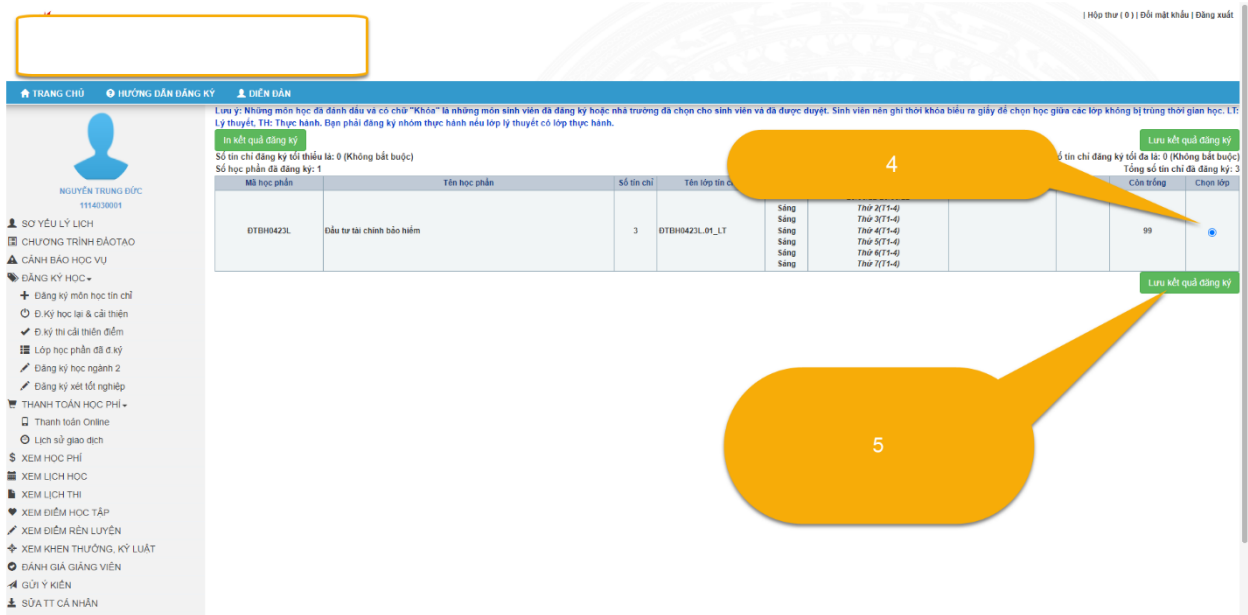 | Hộp thư ( 0 ) | Đổi mật khẩu | Đăng xuất
TRANG CHỦ HƯỚNG DẪN ĐĂNG KÝ DIỄN ĐÀN
NGUYỄN TRUNG ĐỨC
1114030001
SƠ YẾU LÝ LỊCH
CHƯƠNG TRÌNH ĐÀOTẠO
CẢNH BÁO HỌC VỤ
ĐĂNG KÝ HỌC
Đăng ký môn học tín chỉ
Đ.Ký học lại & cải thiện
Đ.ký thi cải thiện điểm
Lớp học phần đã đ.ký
Đăng ký học ngành 2
Đăng ký xét tốt nghiệp
THANH TOÁN HỌC PHÍ
Thanh toán Online
Lịch sử giao dịch
XEM HỌC PHÍ
XEM LỊCH HỌC
XEM LỊCH THI
XEM ĐIỂM HỌC TẬP
XEM ĐIỂM RÈN LUYỆN
XEM KHEN THƯỞNG, KỶ LUẬT
ĐÁNH GIÁ GIẢNG VIÊN
GỬI Ý KIẾN
SỬA TT CÁ NHÂN
Lưu ý: Những môn học đã đánh dấu và có chữ "Khóa" là những môn sinh viên đã đăng ký hoặc nhà trường đã chọn cho sinh viên và đã được duyệt. Sinh viên nên ghi thời khóa biểu ra giấy để chọn học giữa các lớp không bị trùng thời gian học. LT:
Lý thuyết, TH: Thực hành. Bạn phải đăng ký nhóm thực hành nếu lớp lý thuyết có lớp thực hành.
In kết quả đăng ký Lưu kết quả đăng ký
Số tín chỉ đăng ký tối thiểu là: 0 (Không bắt buộc) ố tín chỉ đăng ký tối đa là: 0 (Không bắt buộc)
Số học phần đã đăng ký: 1 Tổng số tín chỉ đã đăng ký: 3
Mã học phần Tên học phần Số tín chỉ Tên lớp tín c Còn trống Chọn lớp
Sáng Thứ 2(T1-4)
Sáng Thứ 3(T1-4)
ĐTBH0423L Đầu tư tài chính bảo hiểm 3 ĐTBH0423L.01_LT Sáng Thứ 4(T1-4) 99
Sáng Thứ 5(T1-4)
Sáng Thứ 6(T1-4)
Sáng Thứ 7(T1-4)
Lưu kết quả đăng ký
4
5